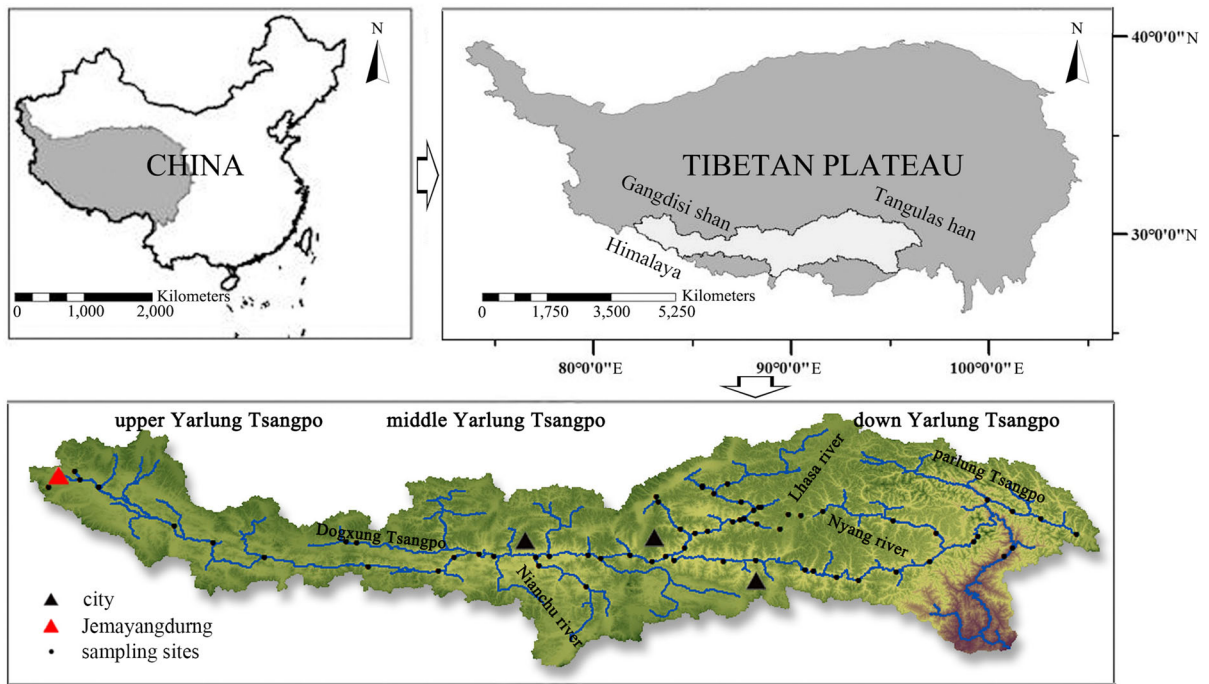 N
CHINA
Kilometers
0 1,000 2,000
N
40°0'0"N
TIBETAN PLATEAU
Gangdisi shan
Tangulas han
Himalaya
30°0'0"N
Kilometers
0 1,750 3,500 5,250
80°0'0"E 90°0'0"E 100°0'0"E
upper Yarlung Tsangpo
middle Yarlung Tsangpo
down Yarlung Tsangpo
Lhasa river
parlung Tsangpo
Dogxung Tsangpo
Nyang river
Nianchu river
city
Jemayangdurng
sampling sites